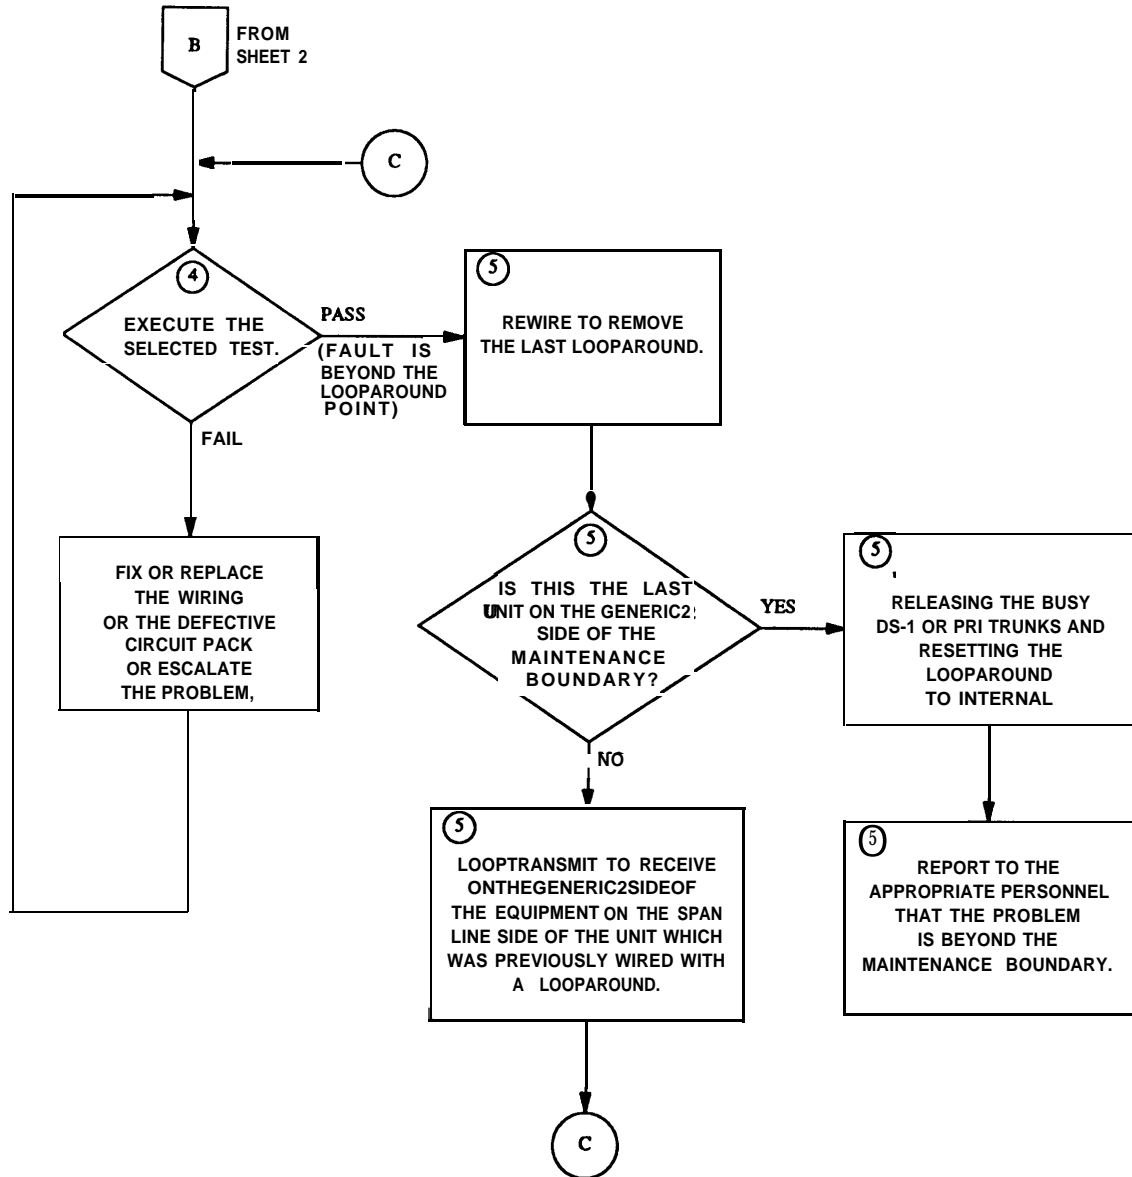 B
FROM
SHEET 2
C
4
EXECUTE THE
SELECTED TEST.
PASS
(FAULT IS
BEYOND THE
LOOPAROUND
POINT)
FAIL
5
REWIRE TO REMOVE
THE LAST LOOPAROUND.
FIX OR REPLACE
THE WIRING
OR THE DEFECTIVE
CIRCUIT PACK
OR ESCALATE
THE PROBLEM,
5
IS THIS THE LAST
UNIT ON THE GENERIC2
SIDE OF THE
MAINTENANCE
BOUNDARY?
YES
NO
5
RELEASING THE BUSY
DS-1 OR PRI TRUNKS AND
RESETTING THE
LOOPAROUND
TO INTERNAL
5
LOOPTRANSMIT TO RECEIVE
ONTHEGENERIC2SIDEOF
THE EQUIPMENT ON THE SPAN
LINE SIDE OF THE UNIT WHICH
WAS PREVIOUSLY WIRED WITH
A LOOPAROUND.
5
REPORT TO THE
APPROPRIATE PERSONNEL
THAT THE PROBLEM
IS BEYOND THE
MAINTENANCE BOUNDARY.
C